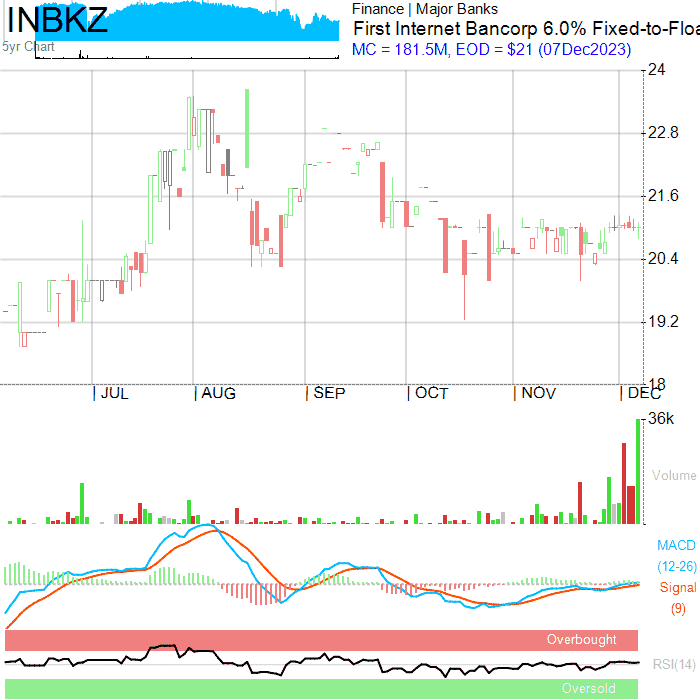 INBKZ
5yr Chart
Finance | Major Banks
First Internet Bancorp 6.0% Fixed-to-Floa
MC = 181.5M, EOD = $21 (07Dec2023)
24
22.8
21.6
20.4
19.2
18
| JUL | AUG | SEP | OCT | NOV | DEC
36k
Volume
MACD
(12-26)
Signal
(9)
Overbought
RSI(14)
Oversold